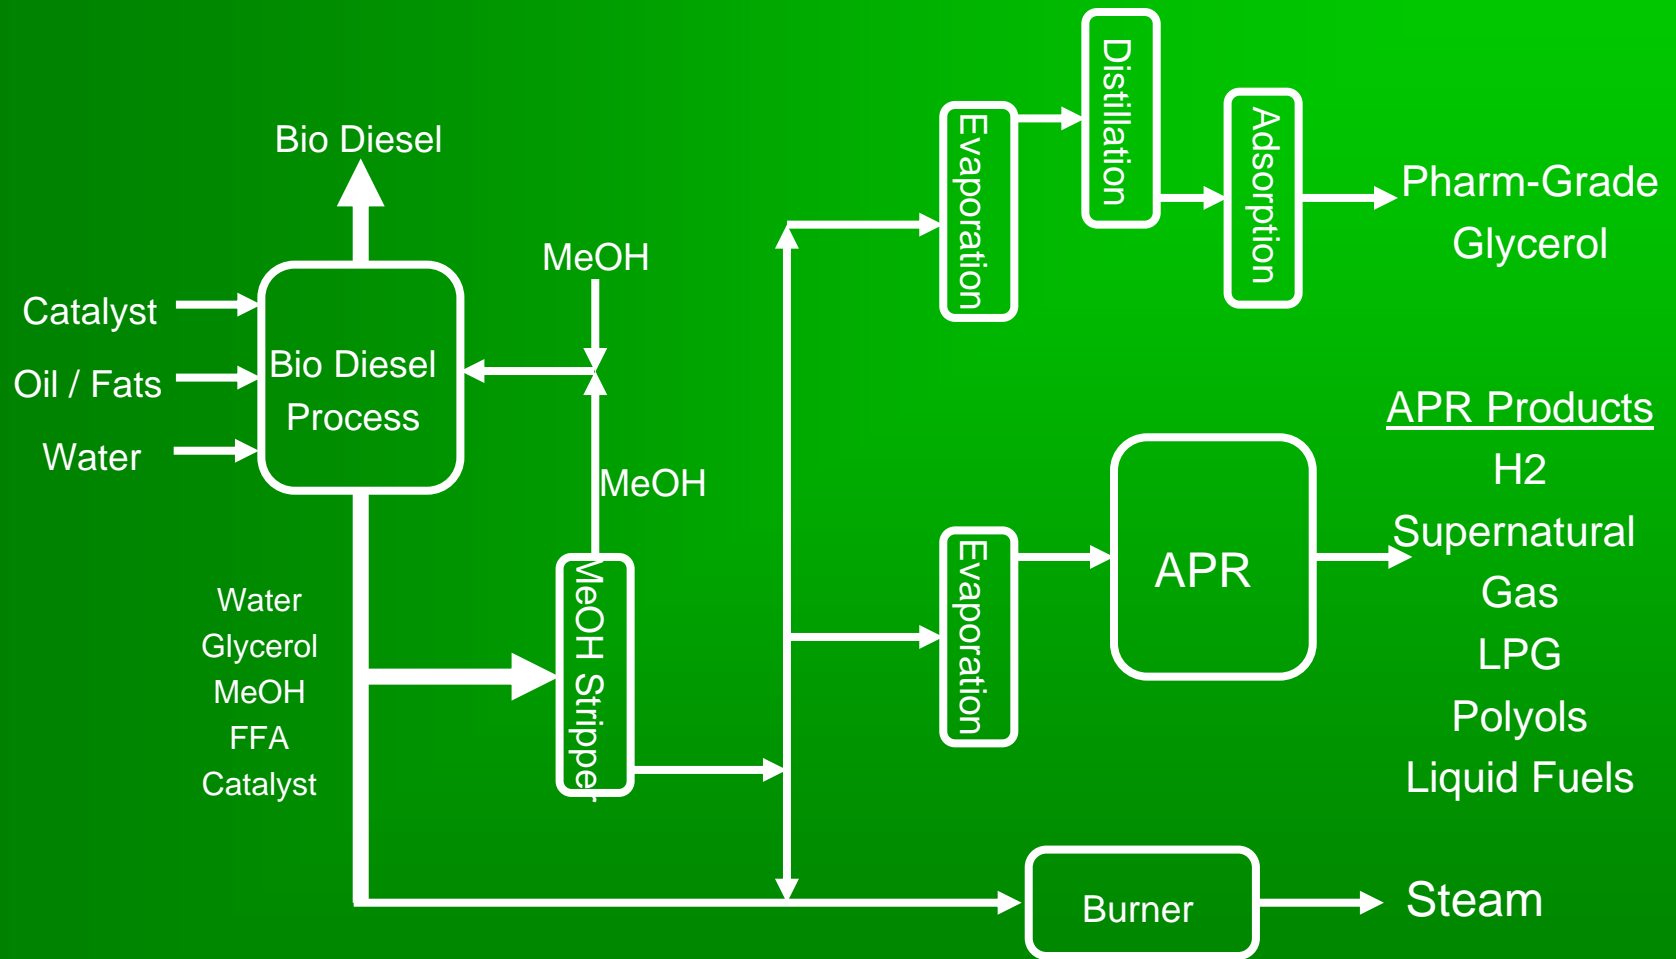 Bio Diesel
Catalyst
Oil / Fats
Water
Bio Diesel
Process
MeOH
MeOH
Water
Glycerol
MeOH
FFA
Catalyst
MeOH Stripper
Evaporation
Distillation
Adsorption
Pharm-Grade
Glycerol
Evaporation
APR
APR Products
H2
Supernatural
Gas
LPG
Polyols
Liquid Fuels
Burner
Steam